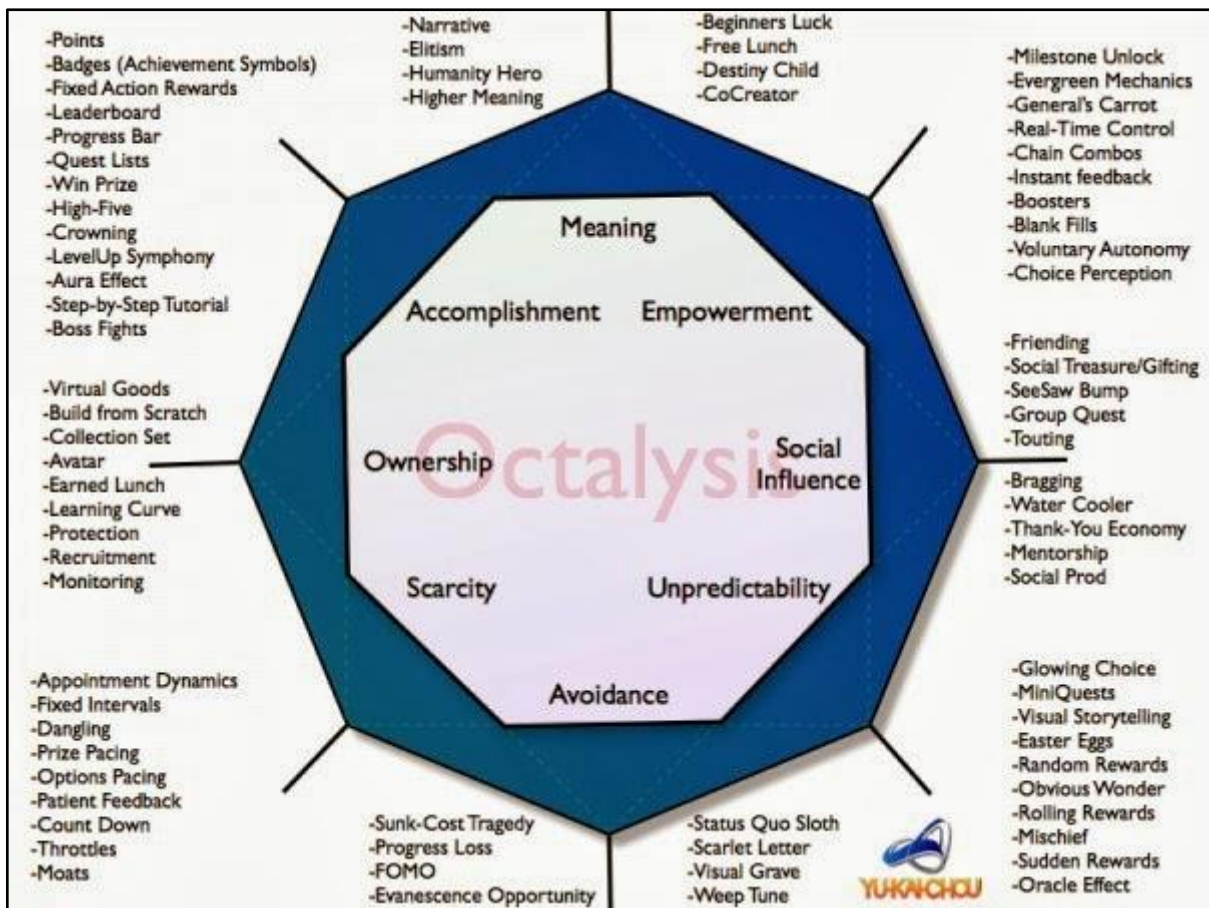 -Points
-Badges (Achievement Symbols)
-Fixed Action Rewards
-Leaderboard
-Progress Bar
-Quest Lists
-Win Prize
-High-Five
-Crowning
-LevelUp Symphony
-Aura Effect
-Step-by-Step Tutorial
-Boss Fights
-Narrative
-Elitism
-Humanity Hero
-Higher Meaning
-Beginners Luck
-Free Lunch
-Destiny Child
-CoCreator
-Milestone Unlock
-Evergreen Mechanics
-General's Carrot
-Real-Time Control
-Chain Combos
-Instant feedback
-Boosters
-Blank Fills
-Voluntary Autonomy
-Choice Perception
Meaning
Accomplishment
Empowerment
-Virtual Goods
-Build from Scratch
-Collection Set
-Avatar
-Earned Lunch
-Learning Curve
-Protection
-Recruitment
-Monitoring
Ownership
Octalysis
Social
Influence
-Friending
-Social Treasure/Gifting
-SeeSaw Bump
-Group Quest
-Touting
-Bragging
-Water Cooler
-Thank-You Economy
-Mentorship
-Social Prod
Scarcity
Unpredictability
Avoidance
-Appointment Dynamics
-Fixed Intervals
-Dangling
-Prize Pacing
-Options Pacing
-Patient Feedback
-Count Down
-Throttles
-Moats
-Sunk-Cost Tragedy
-Progress Loss
-FOMO
-Evanescence Opportunity
-Status Quo Sloth
-Scarlet Letter
-Visual Grave
-Weep Tune
YU-KAI CHOU
-Glowing Choice
-MiniQuests
-Visual Storytelling
-Easter Eggs
-Random Rewards
-Obvious Wonder
-Rolling Rewards
-Mischief
-Sudden Rewards
-Oracle Effect